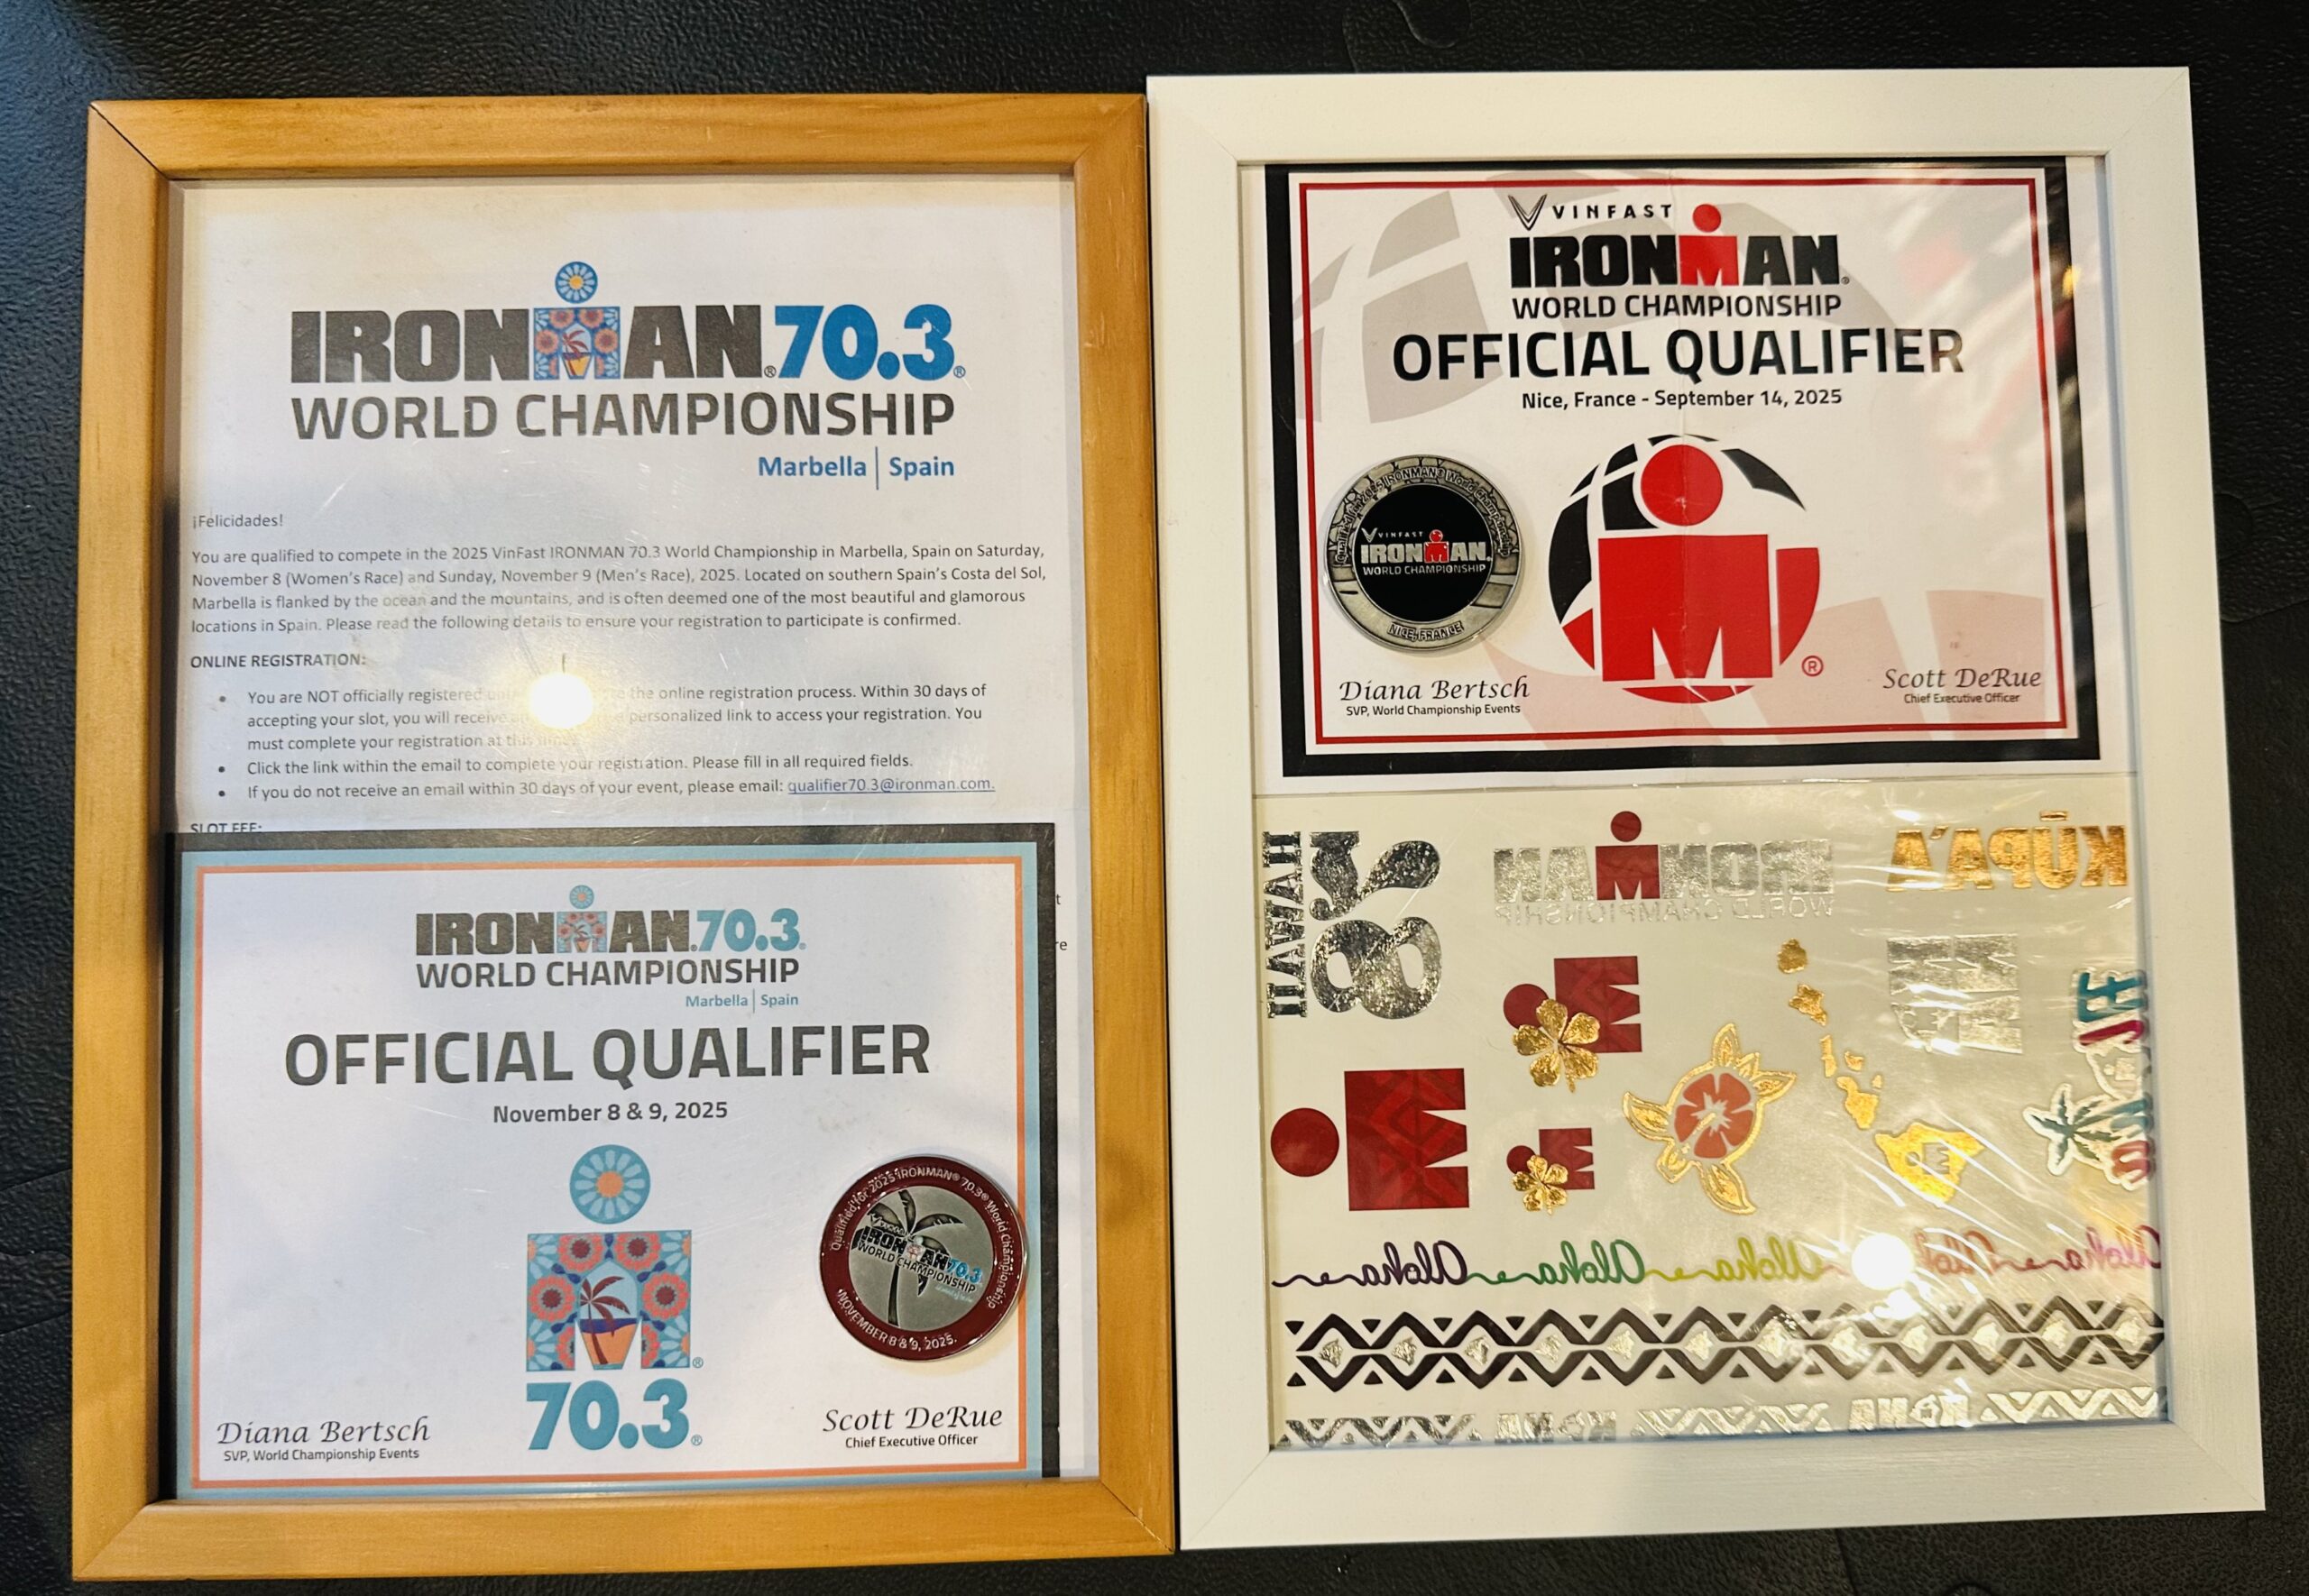 IRONMAN®70.3®
WORLD CHAMPIONSHIP
Marbella | Spain
¡Felicidades!
You are qualified to compete in the 2025 VinFast IRONMAN 70.3 World Championship in Marbella, Spain on Saturday,
November 8 (Women's Race) and Sunday, November 9 (Men's Race), 2025. Located on southern Spain's Costa del Sol,
Marbella is flanked by the ocean and the mountains, and is often deemed one of the most beautiful and glamorous
locations in Spain. Please read the following details to ensure your registration to participate is confirmed.
ONLINE REGISTRATION:
• You are NOT officially registered the online registration process. Within 30 days of
accepting your slot, you will receive personalized link to access your registration. You
must complete your registration at this time.
• Click the link within the email to complete your registration. Please fill in all required fields.
• If you do not receive an email within 30 days of your event, please email: qualifier70.3@ironman.com.
SLOT FEE:
IRONMAN®70.3®
WORLD CHAMPIONSHIP
Marbella | Spain
OFFICIAL QUALIFIER
November 8 & 9, 2025
®
70.3®
Qualified for 2025 IRONMAN® 70.3® World Championship
IRONMAN 70.3
WORLD CHAMPIONSHIP
•NOVEMBER 8 & 9, 2025•
Diana Bertsch
SVP, World Championship Events
Scott DeRue
Chief Executive Officer
VINFAST
IRONMAN®
WORLD CHAMPIONSHIP
OFFICIAL QUALIFIER
Nice, France - September 14, 2025
2025 IRONMAN® World Championship
VINFAST
IRONMAN
WORLD CHAMPIONSHIP
NICE, FRANCE
®
Diana Bertsch
SVP, World Championship Events
Scott DeRue
Chief Executive Officer
HAWAI'I
IRONMAN
WORLD CHAMPIONSHIP
KŪPA'A
Aloha Aloha Aloha Aloha Aloha
KONA KONA